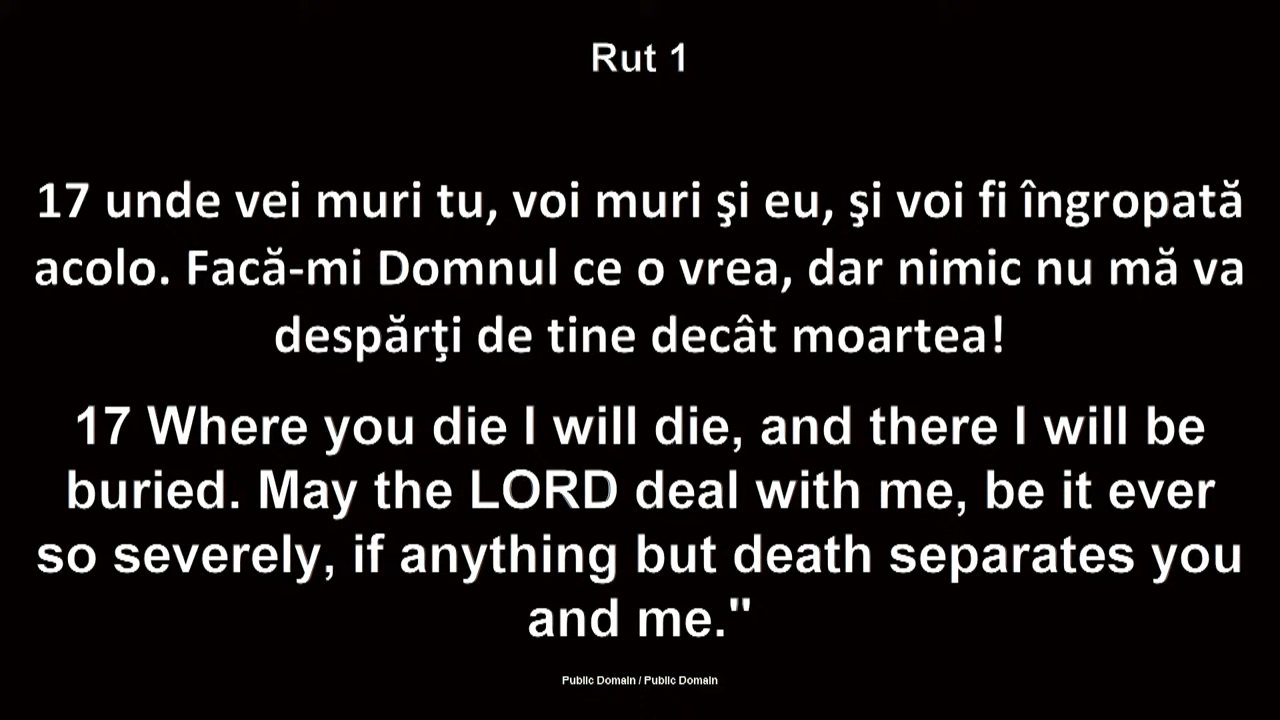 Rut 1
17 unde vei muri tu, voi muri şi eu, şi voi fi îngropată
acolo. Facă-mi Domnul ce o vrea, dar nimic nu mă va
despărţi de tine decât moartea!
17 Where you die I will die, and there I will be
buried. May the LORD deal with me, be it ever
so severely, if anything but death separates you
and me."
Public Domain / Public Domain